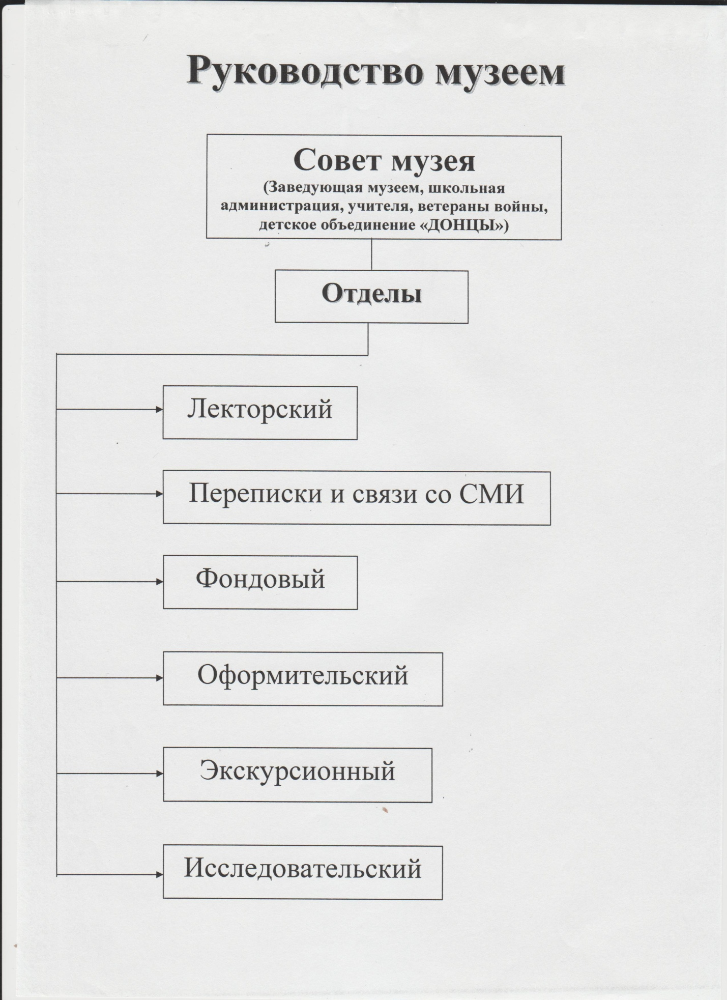 Руководство музеем
Совет музея
(Заведующая музеем, школьная
администрация, учителя, ветераны войны,
детское объединение «ДОНЦЫ»)
Отделы
Лекторский
Переписки и связи со СМИ
Фондовый
Оформительский
Экскурсионный
Исследовательский